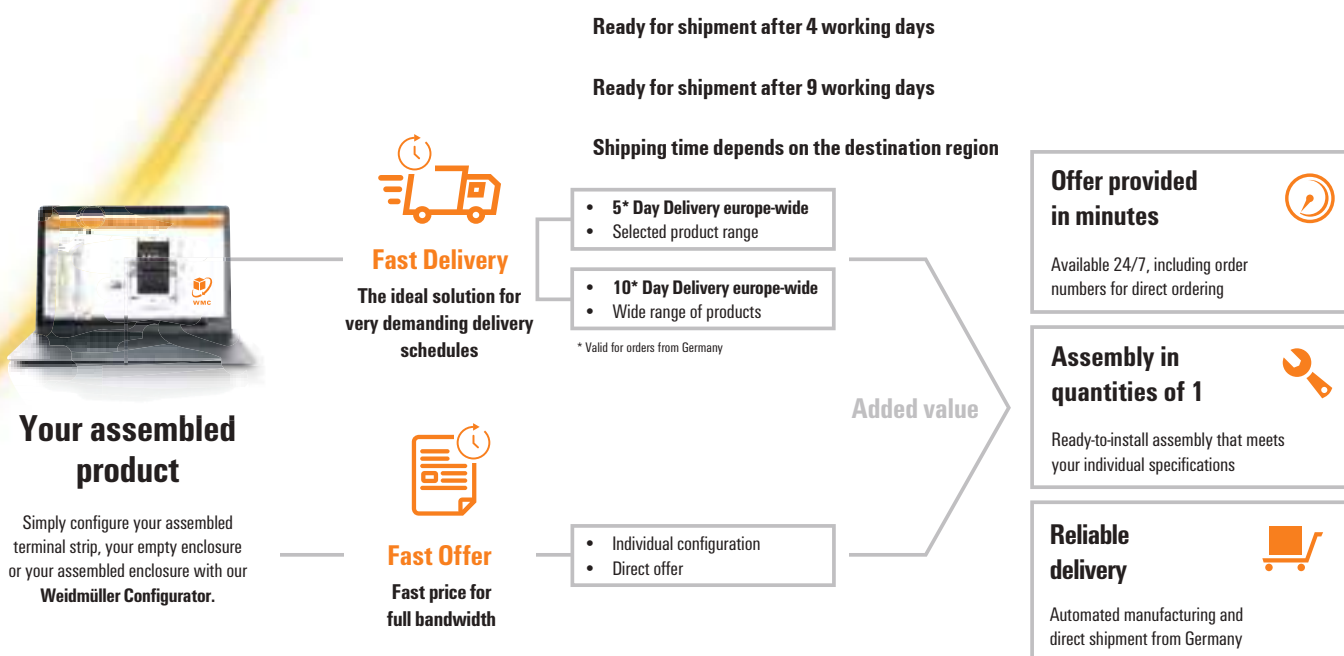 Ready for shipment after 4 working days
Ready for shipment after 9 working days
Shipping time depends on the destination region
WMC
Your assembled
product
Simply configure your assembled
terminal strip, your empty enclosure
or your assembled enclosure with our
Weidmüller Configurator.
Fast Delivery
The ideal solution for
very demanding delivery
schedules
• 5* Day Delivery europe-wide
• Selected product range
• 10* Day Delivery europe-wide
• Wide range of products
* Valid for orders from Germany
Fast Offer
Fast price for
full bandwidth
• Individual configuration
• Direct offer
Added value
Offer provided
in minutes
Available 24/7, including order
numbers for direct ordering
Assembly in
quantities of 1
Ready-to-install assembly that meets
your individual specifications
Reliable
delivery
Automated manufacturing and
direct shipment from Germany